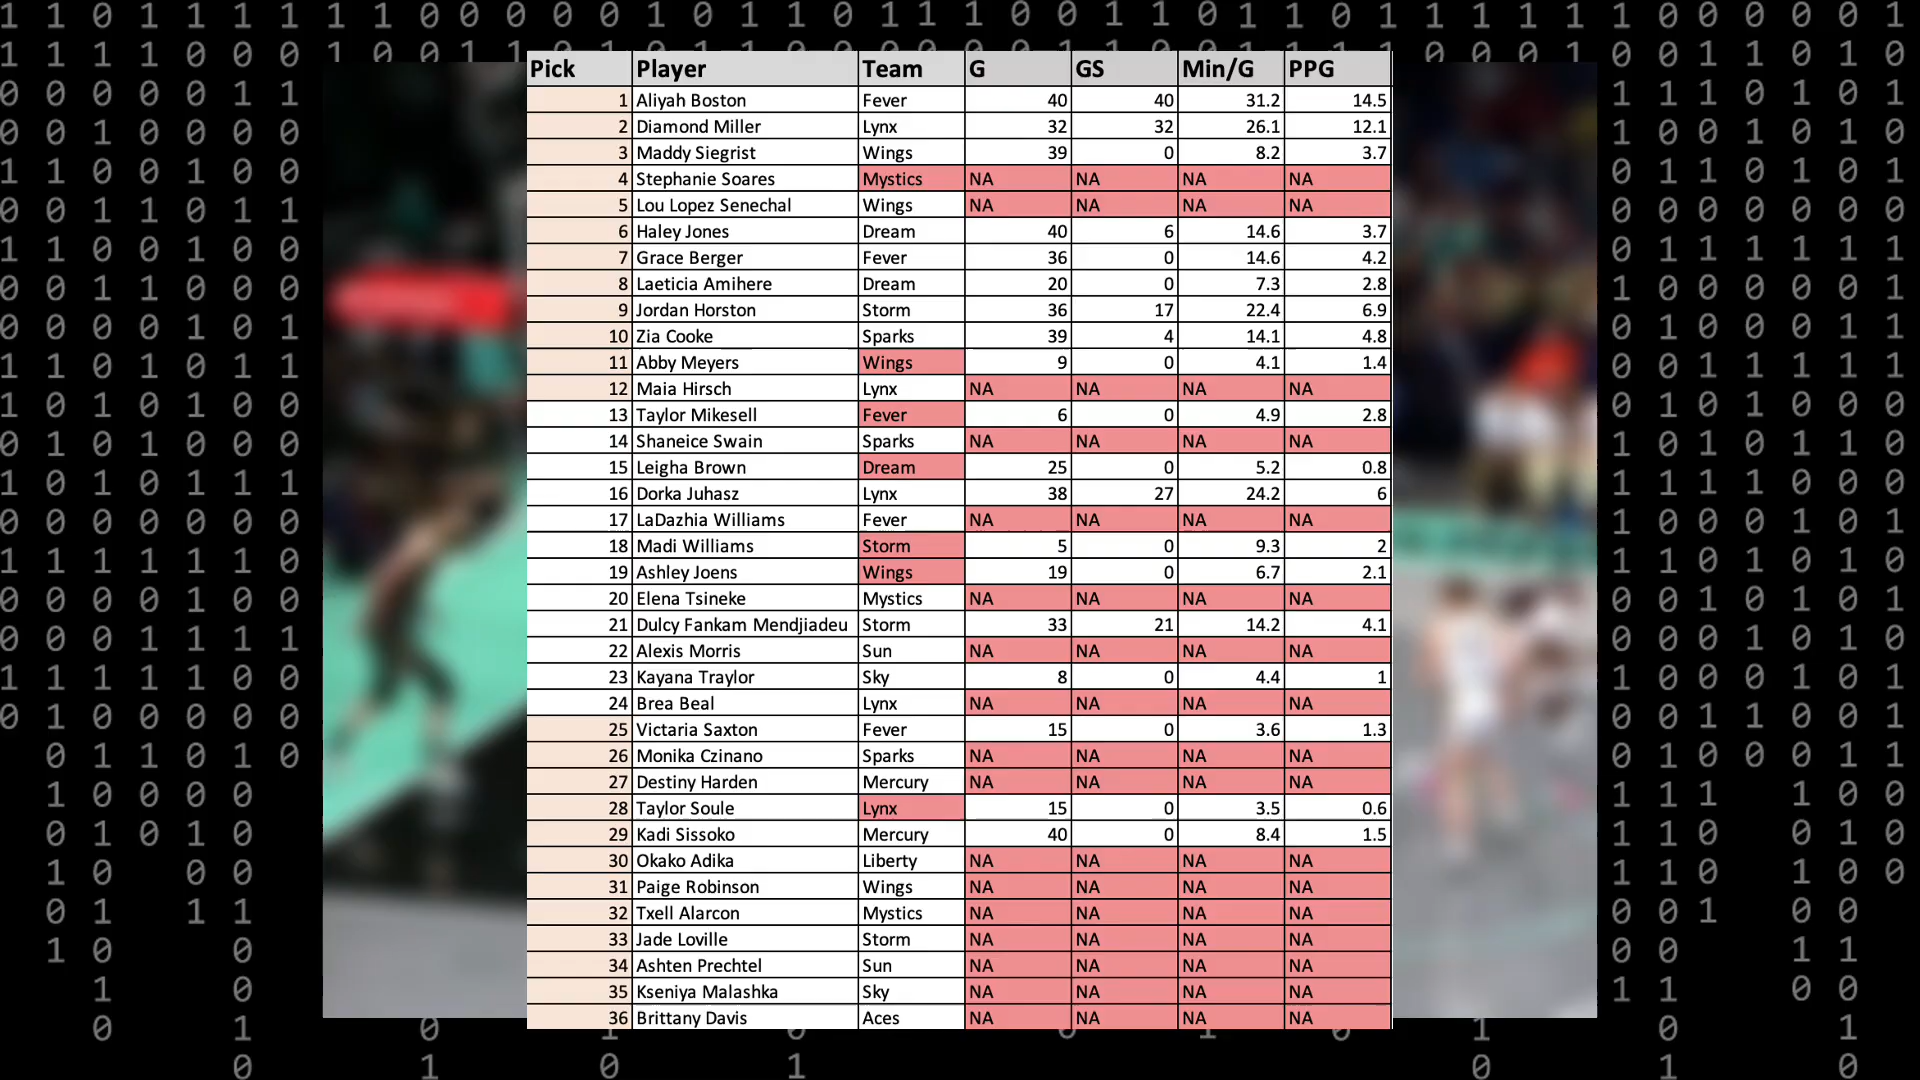 Pick Player Team G GS Min/G PPG
1 Aliyah Boston Fever 40 40 31.2 14.5
2 Diamond Miller Lynx 32 32 26.1 12.1
3 Maddy Siegrist Wings 39 0 8.2 3.7
4 Stephanie Soares Mystics NA NA NA NA
5 Lou Lopez Senechal Wings NA NA NA NA
6 Haley Jones Dream 40 6 14.6 3.7
7 Grace Berger Fever 36 0 14.6 4.2
8 Laeticia Amihere Dream 20 0 7.3 2.8
9 Jordan Horston Storm 36 17 22.4 6.9
10 Zia Cooke Sparks 39 4 14.1 4.8
11 Abby Meyers Wings 9 0 4.1 1.4
12 Maia Hirsch Lynx NA NA NA NA
13 Taylor Mikesell Fever 6 0 4.9 2.8
14 Shaneice Swain Sparks NA NA NA NA
15 Leigha Brown Dream 25 0 5.2 0.8
16 Dorka Juhasz Lynx 38 27 24.2 6
17 LaDazhia Williams Fever NA NA NA NA
18 Madi Williams Storm 5 0 9.3 2
19 Ashley Joens Wings 19 0 6.7 2.1
20 Elena Tsineke Mystics NA NA NA NA
21 Dulcy Fankam Mendjiadeu Storm 33 21 14.2 4.1
22 Alexis Morris Sun NA NA NA NA
23 Kayana Traylor Sky 8 0 4.4 1
24 Brea Beal Lynx NA NA NA NA
25 Victaria Saxton Fever 15 0 3.6 1.3
26 Monika Czinano Sparks NA NA NA NA
27 Destiny Harden Mercury NA NA NA NA
28 Taylor Soule Lynx 15 0 3.5 0.6
29 Kadi Sissoko Mercury 40 0 8.4 1.5
30 Okako Adika Liberty NA NA NA NA
31 Paige Robinson Wings NA NA NA NA
32 Txell Alarcon Mystics NA NA NA NA
33 Jade Loville Storm NA NA NA NA
34 Ashten Prechtel Sun NA NA NA NA
35 Kseniya Malashka Sky NA NA NA NA
36 Brittany Davis Aces NA NA NA NA